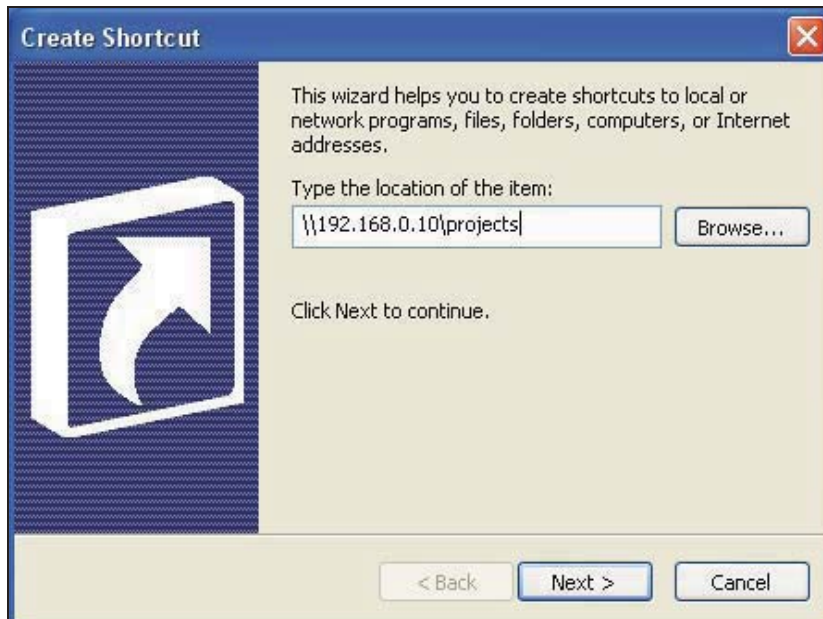 Create Shortcut
This wizard helps you to create shortcuts to local or
network programs, files, folders, computers, or Internet
addresses.
Type the location of the item:
\\192.168.0.10\projects
Browse...
Click Next to continue.
< Back
Next >
Cancel